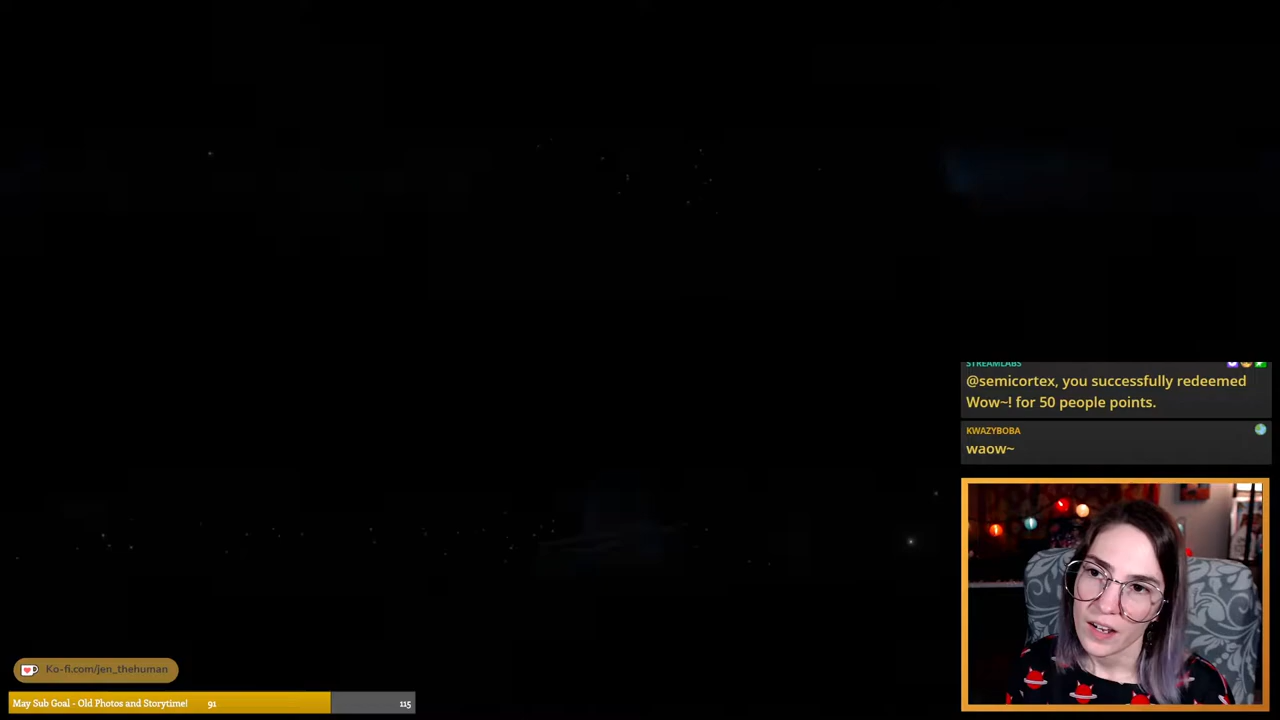 STREAMLABS
@semicortex, you successfully redeemed
Wow~! for 50 people points.
KWAZYBOBA
waow~
Ko-fi.com/jen_thehuman
May Sub Goal - Old Photos and Storytime! 91 115